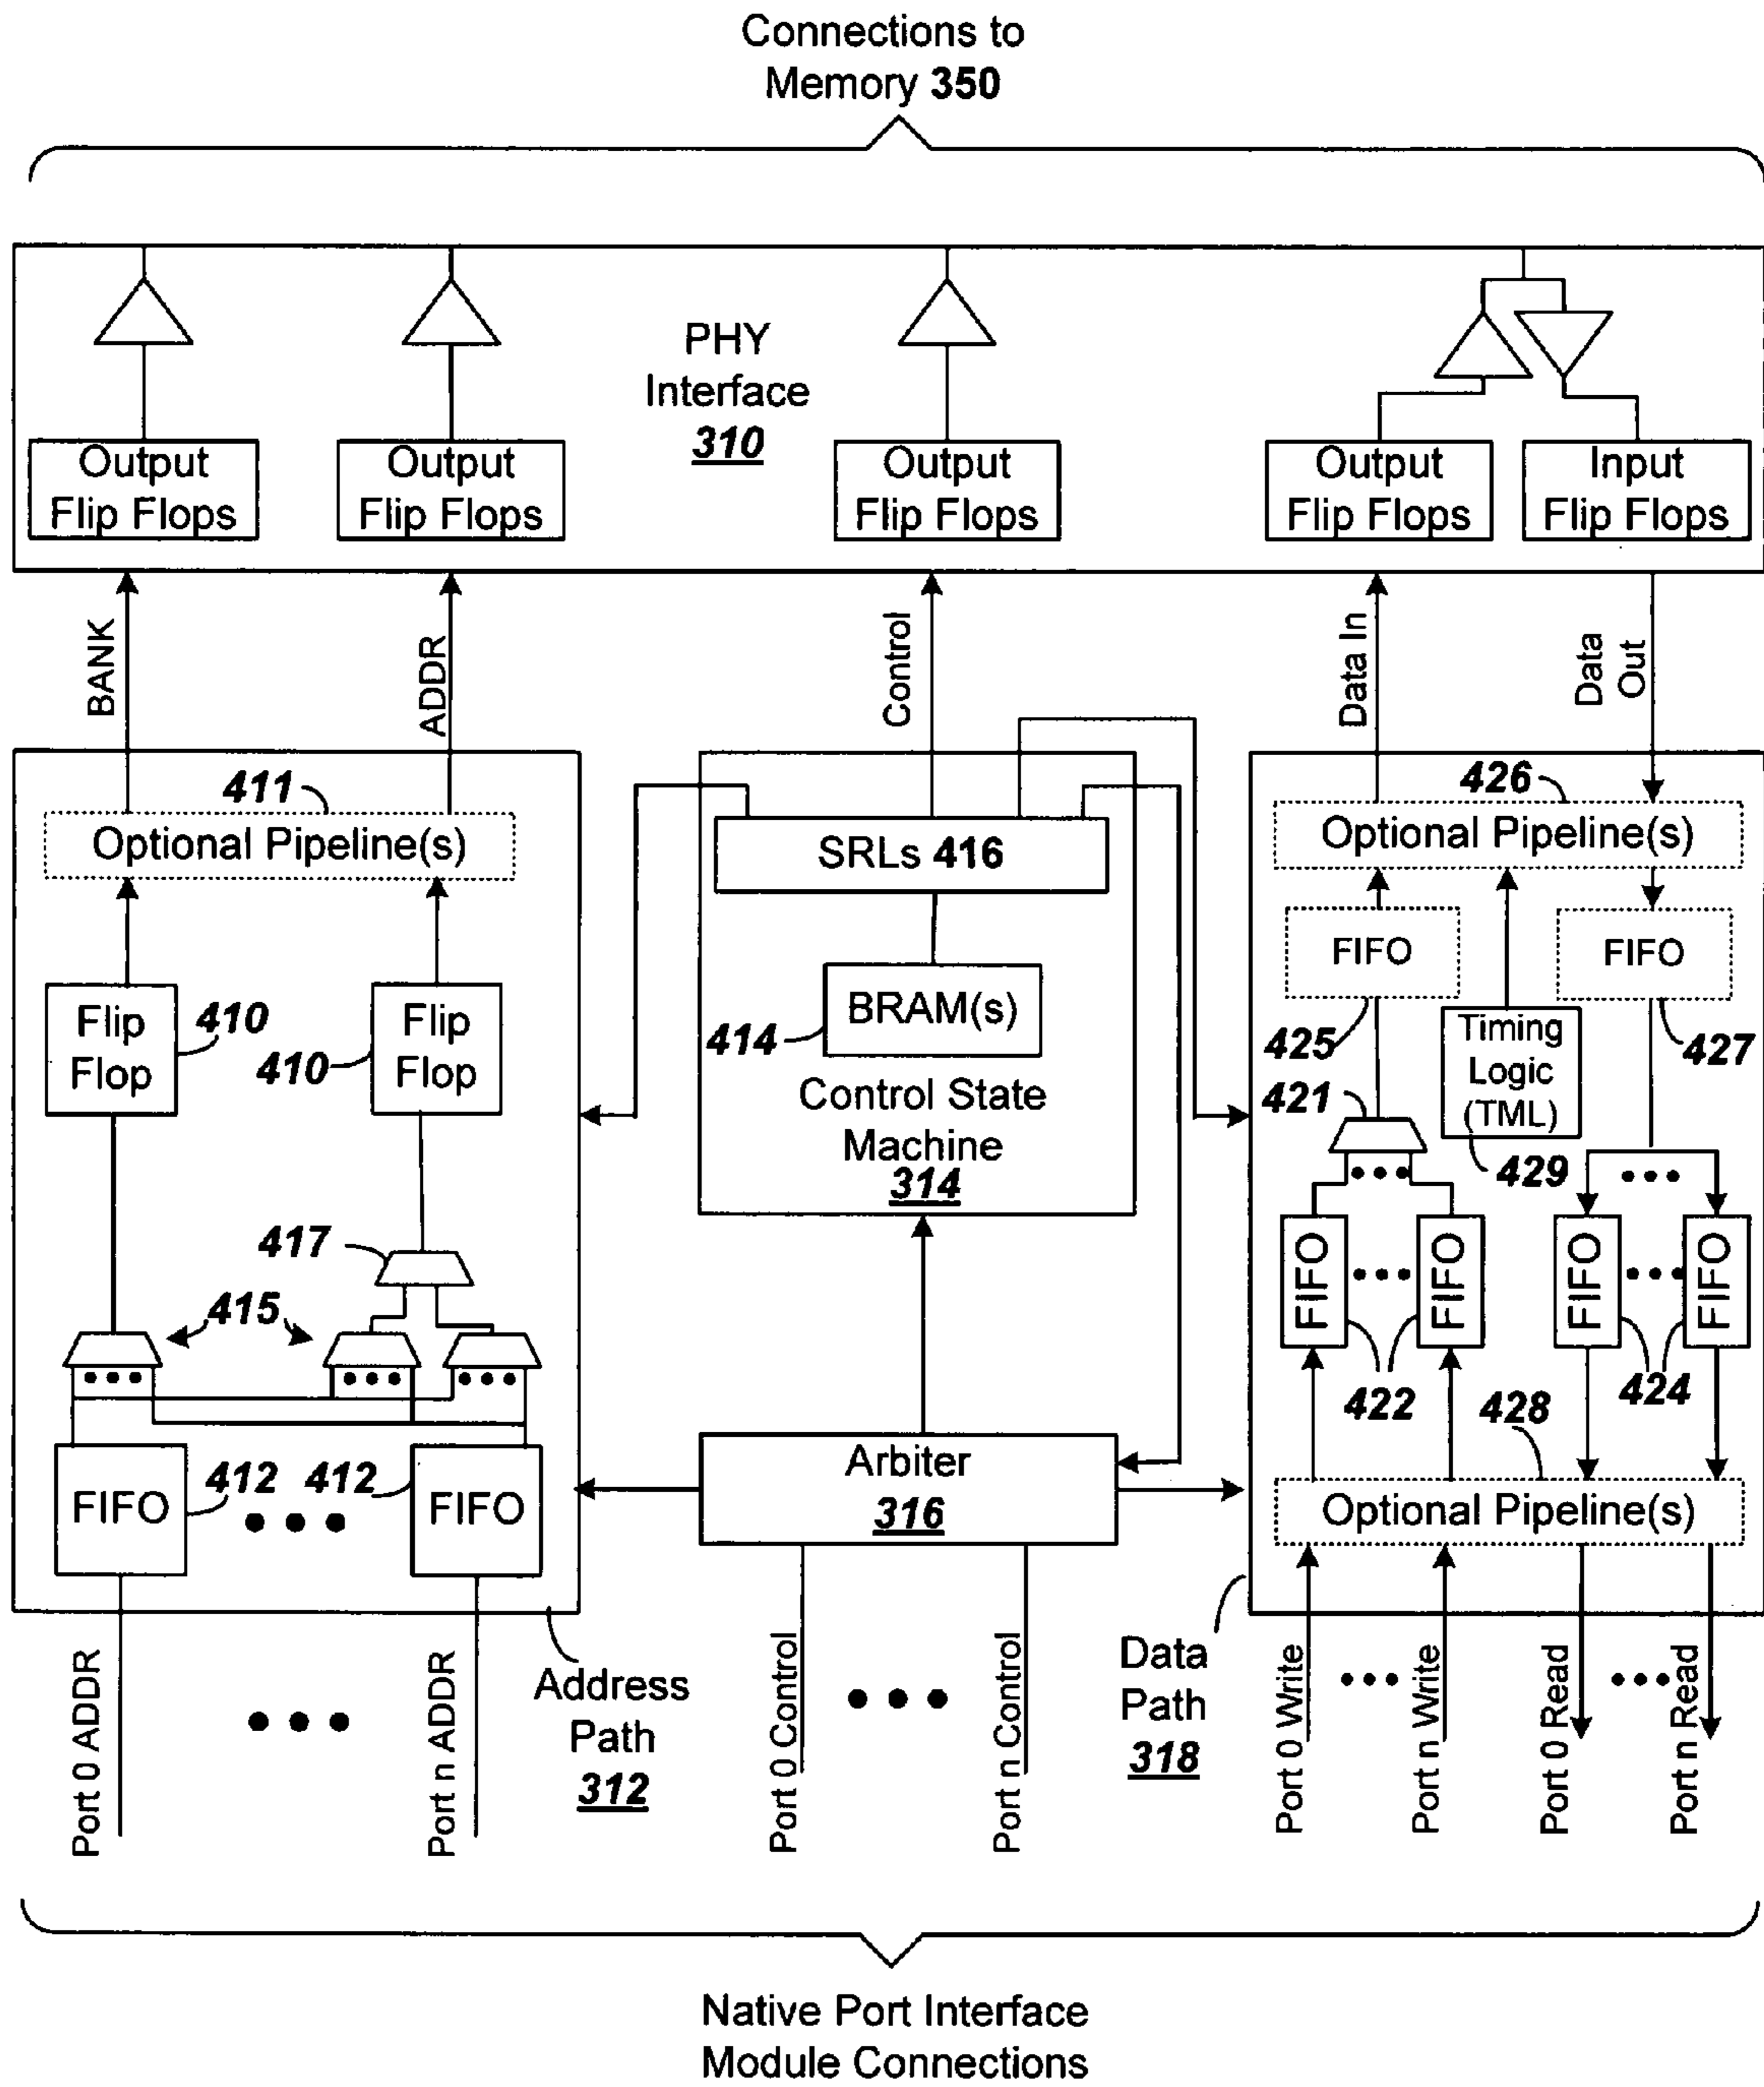 Connections to
Memory 350
PHY
Interface
310
Output
Flip Flops
Output
Flip Flops
Output
Flip Flops
Output
Flip Flops
Input
Flip Flops
BANK
ADDR
Control
Data In
Data
Out
411
Optional Pipeline(s)
Flip
Flop
410
410
Flip
Flop
417
415
FIFO
412
412
FIFO
SRLs 416
BRAM(s)
414
Control State
Machine
314
Arbiter
316
426
Optional Pipeline(s)
FIFO
FIFO
425
427
Timing
Logic
(TML)
429
421
FIFO
FIFO
FIFO
FIFO
422
424
428
Optional Pipeline(s)
Port 0 ADDR
Port n ADDR
Address
Path
312
Port 0 Control
Port n Control
Data
Path
318
Port 0 Write
Port n Write
Port 0 Read
Port n Read
Native Port Interface
Module Connections